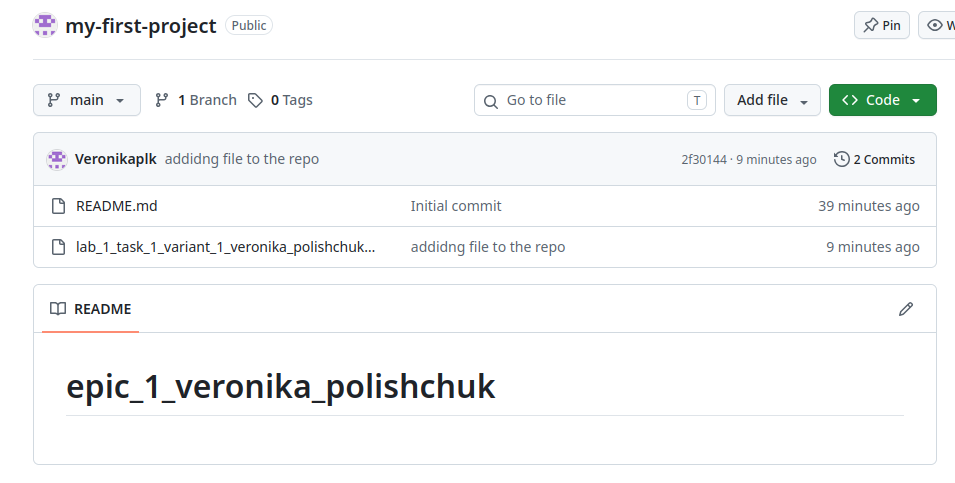 my-first-project Public Pin W
main 1 Branch 0 Tags Go to file T Add file Code
Veronikaplk addidng file to the repo 2f30144 · 9 minutes ago 2 Commits
README.md Initial commit 39 minutes ago
lab_1_task_1_variant_1_veronika_polishchuk... addidng file to the repo 9 minutes ago
README
epic_1_veronika_polishchuk